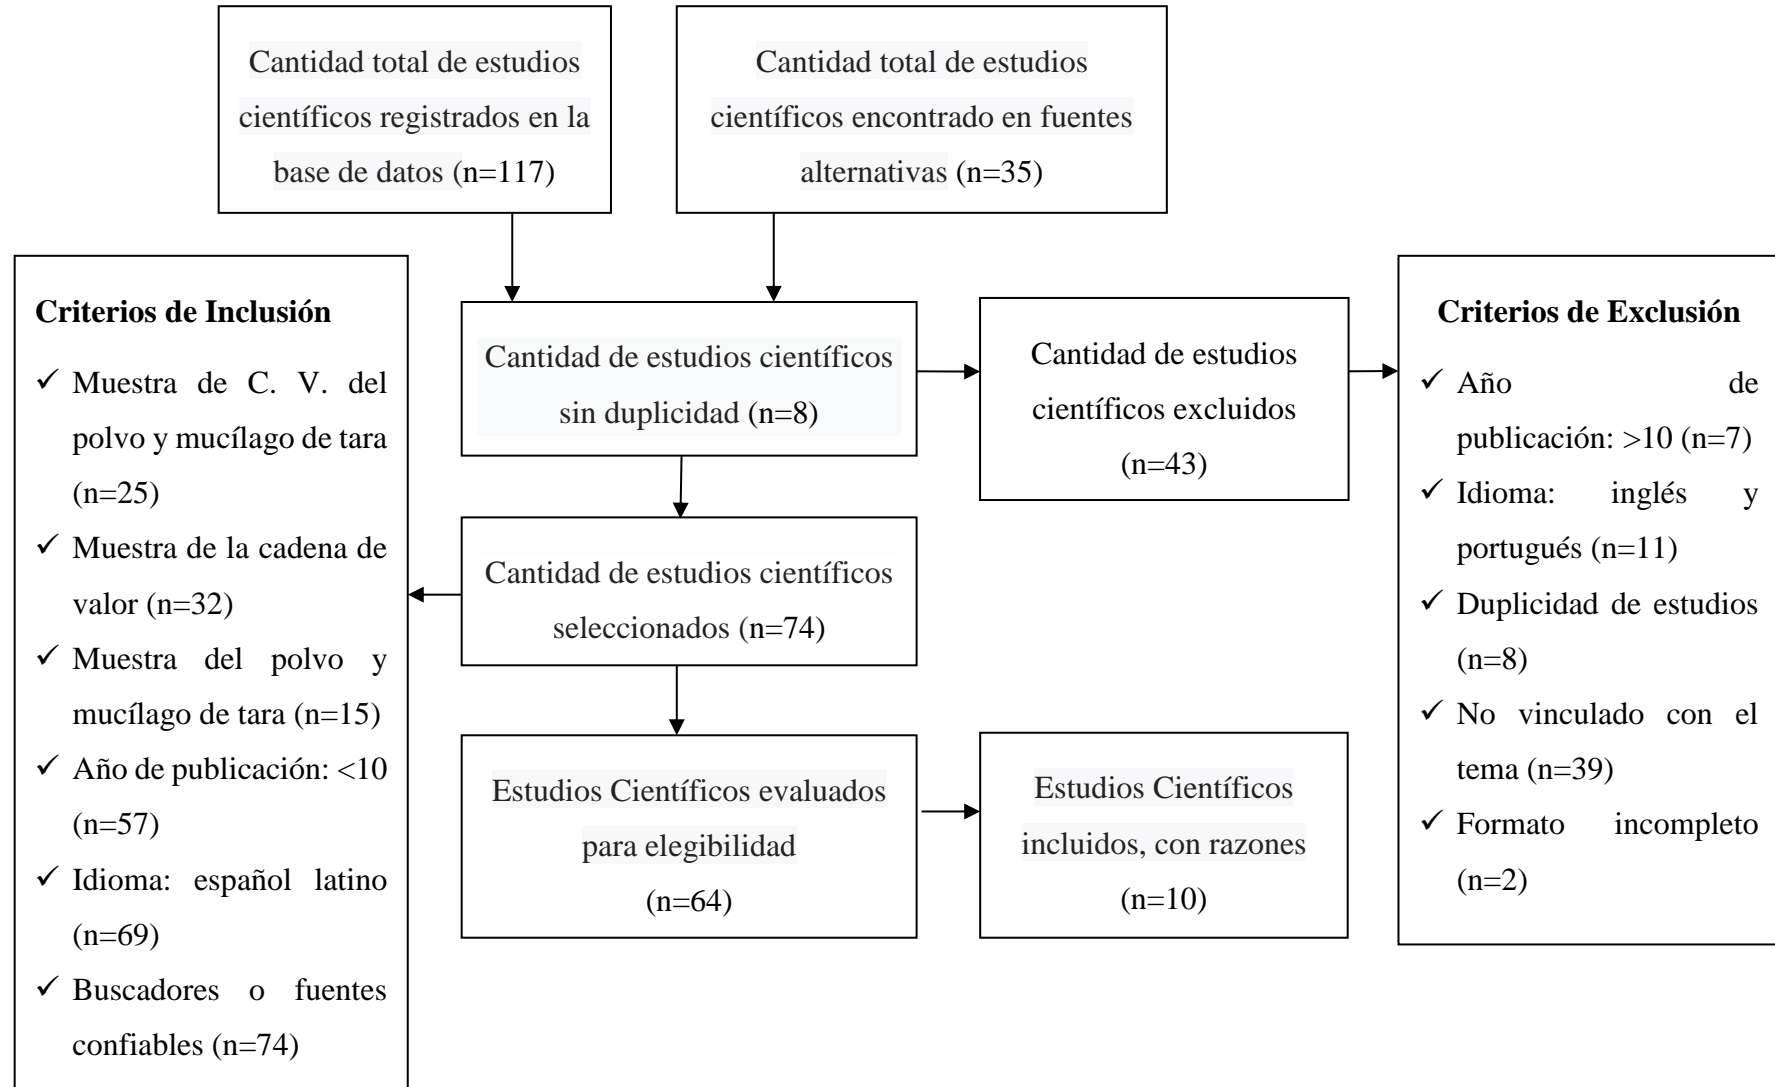 Cantidad total de estudios
científicos registrados en la
base de datos (n=117)
Cantidad total de estudios
científicos encontrado en fuentes
alternativas (n=35)
Criterios de Inclusión
✓ Muestra de C. V. del
polvo y mucílago de tara
(n=25)
✓ Muestra de la cadena de
valor (n=32)
✓ Muestra del polvo y
mucílago de tara (n=15)
✓ Año de publicación: <10
(n=57)
✓ Idioma: español latino
(n=69)
✓ Buscadores o fuentes
confiables (n=74)
Cantidad de estudios científicos
sin duplicidad (n=8)
Cantidad de estudios
científicos excluidos
(n=43)
Cantidad de estudios científicos
seleccionados (n=74)
Estudios Científicos evaluados
para elegibilidad
(n=64)
Estudios Científicos
incluidos, con razones
(n=10)
Criterios de Exclusión
✓ Año de
publicación: >10 (n=7)
✓ Idioma: inglés y
portugués (n=11)
✓ Duplicidad de estudios
(n=8)
✓ No vinculado con el
tema (n=39)
✓ Formato incompleto
(n=2)